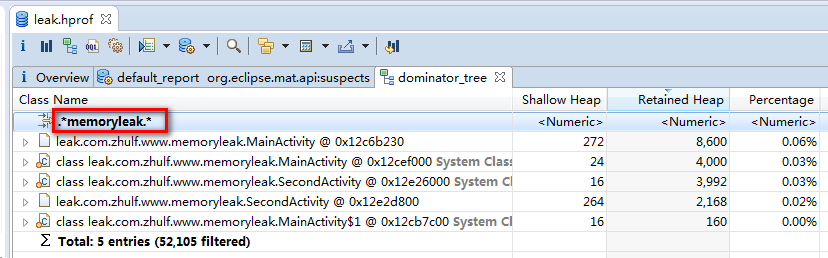 leak.hprof
i Overview default_report org.eclipse.mat.api:suspects dominator_tree
Class Name Shallow Heap Retained Heap Percentage
.*memoryleak.* <Numeric> <Numeric> <Numeric>
leak.com.zhulf.www.memoryleak.MainActivity @ 0x12c6b230 272 8,600 0.06%
class leak.com.zhulf.www.memoryleak.MainActivity @ 0x12cef000 System Clas 24 4,000 0.03%
class leak.com.zhulf.www.memoryleak.SecondActivity @ 0x12e26000 System C 16 3,992 0.03%
leak.com.zhulf.www.memoryleak.SecondActivity @ 0x12e2d800 264 2,168 0.02%
class leak.com.zhulf.www.memoryleak.MainActivity$1 @ 0x12cb7c00 System Cl 16 160 0.00%
Σ Total: 5 entries (52,105 filtered)